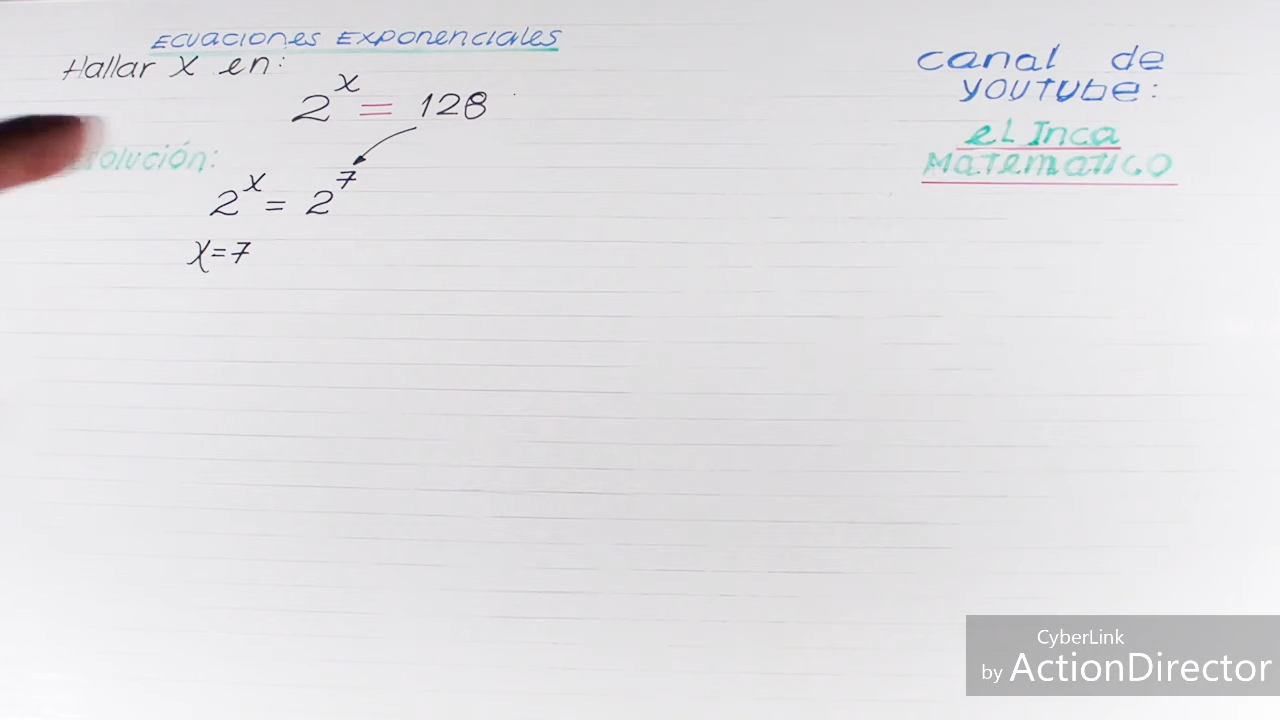 ECUACIONES EXPONENCIALES
Hallar x en:
2^x = 128
solución:
2^x = 2^7
x=7
canal de
YOUTUBE:
eL Inca
MATEMATICO
CyberLink
by ActionDirector